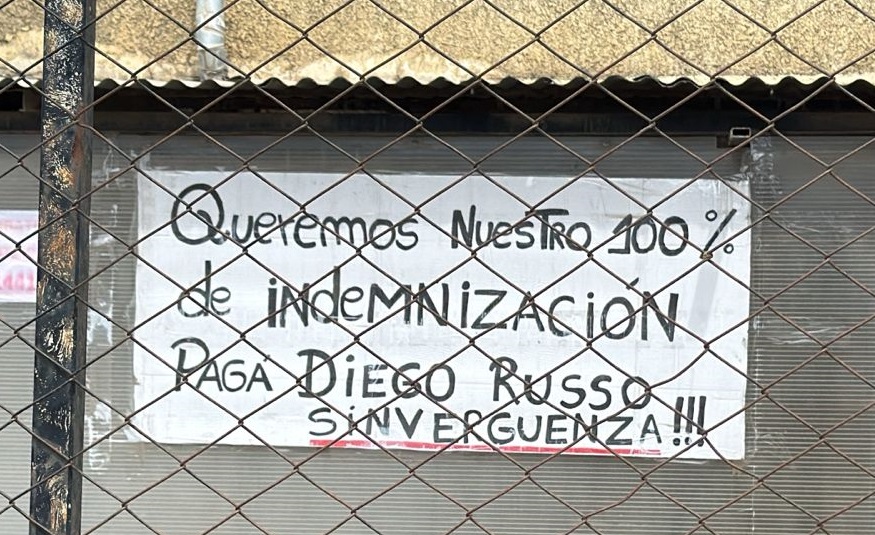 Queremos Nuestro 100%
de iNdeMNiZACiÓN
PAGÁ DiEGO RUSSO
SiNVERGUENZA!!!